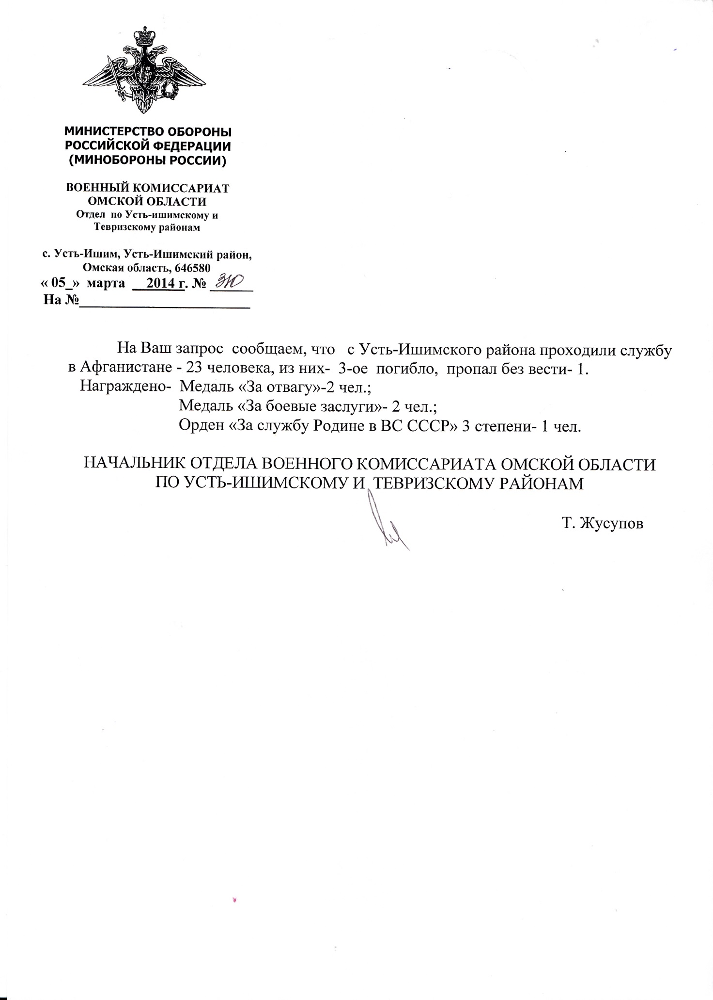 МИНИСТЕРСТВО ОБОРОНЫ
РОССИЙСКОЙ ФЕДЕРАЦИИ
(МИНОБОРОНЫ РОССИИ)
ВОЕННЫЙ КОМИССАРИАТ
ОМСКОЙ ОБЛАСТИ
Отдел по Усть-ишимскому и
Тевризскому районам
с. Усть-Ишим, Усть-Ишимский район,
Омская область, 646580
« 05_» марта 2014 г. № ______
На №________________________
На Ваш запрос сообщаем, что с Усть-Ишимского района проходили службу
в Афганистане - 23 человека, из них- 3-ое погибло, пропал без вести- 1.
Награждено- Медаль «За отвагу»-2 чел.;
Медаль «За боевые заслуги»- 2 чел.;
Орден «За службу Родине в ВС СССР» 3 степени- 1 чел.
НАЧАЛЬНИК ОТДЕЛА ВОЕННОГО КОМИССАРИАТА ОМСКОЙ ОБЛАСТИ
ПО УСТЬ-ИШИМСКОМУ И ТЕВРИЗСКОМУ РАЙОНАМ
Т. Жусупов